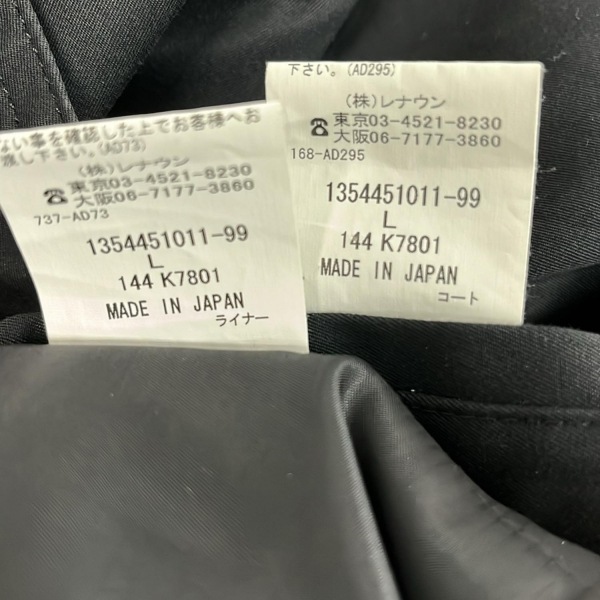 ない事を確認した上でお客様へお
渡し下さい。(AD73)
(株)レナウン
☎東京03-4521-8230
大阪06-7177-3860
737-AD73
1354451011-99
L
144 K7801
MADE IN JAPAN
ライナー
下さい。(AD295)
(株)レナウン
☎東京03-4521-8230
大阪06-7177-3860
168-AD295
1354451011-99
L
144 K7801
MADE IN JAPAN
コート